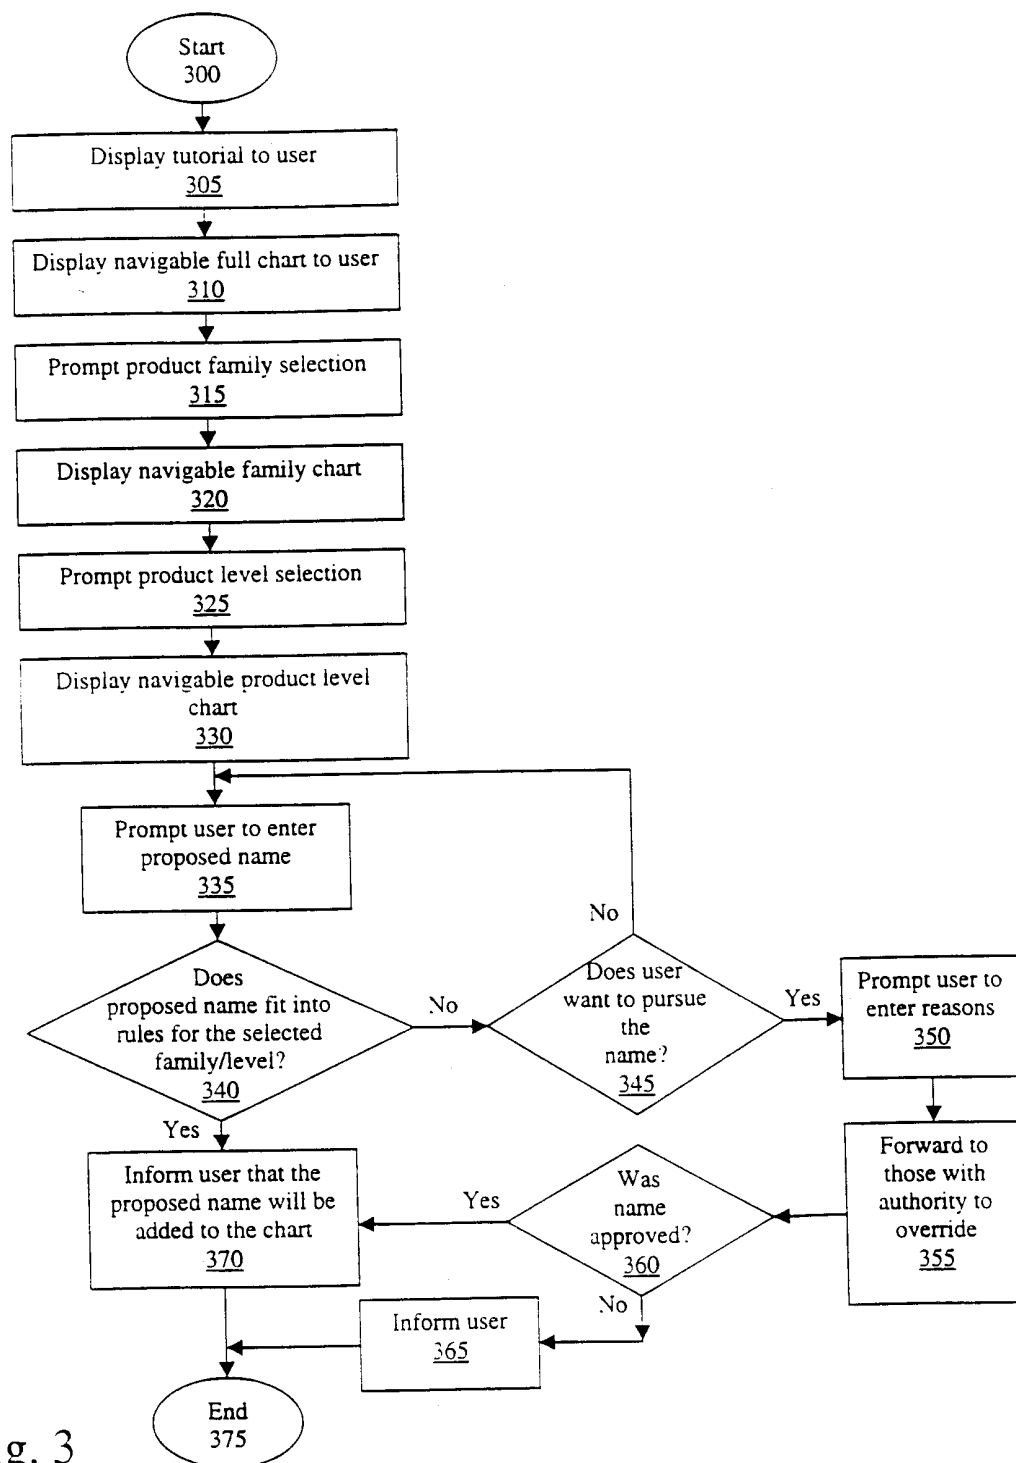 Start
300
Display tutorial to user
305
Display navigable full chart to user
310
Prompt product family selection
315
Display navigable family chart
320
Prompt product level selection
325
Display navigable product level
chart
330
Prompt user to enter
proposed name
335
Does
proposed name fit into
rules for the selected
family/level?
340
No
Yes
No
Does user
want to pursue
the
name?
345
Yes
Prompt user to
enter reasons
350
Forward to
those with
authority to
override
355
Was
name
approved?
360
Yes
No
Inform user that the
proposed name will be
added to the chart
370
Inform user
365
End
375
g. 3